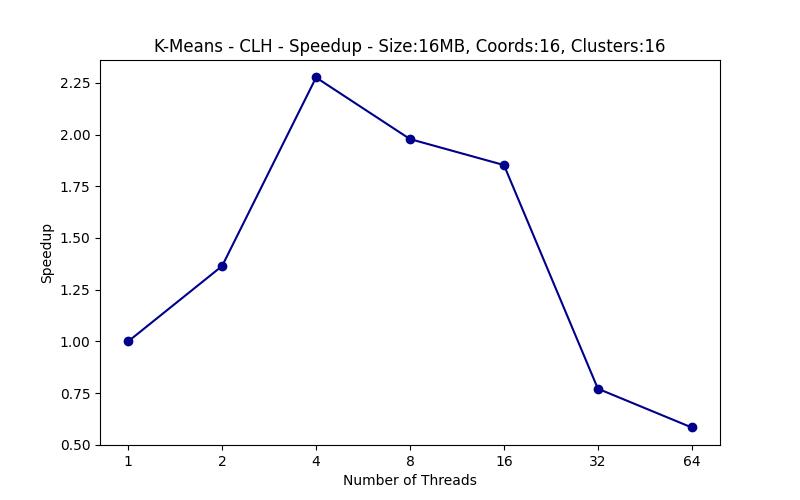 K-Means - CLH - Speedup - Size:16MB, Coords:16, Clusters:16
2.25
2.00
1.75
1.50
1.25
1.00
0.75
0.50
Speedup
1 2 4 8 16 32 64
Number of Threads